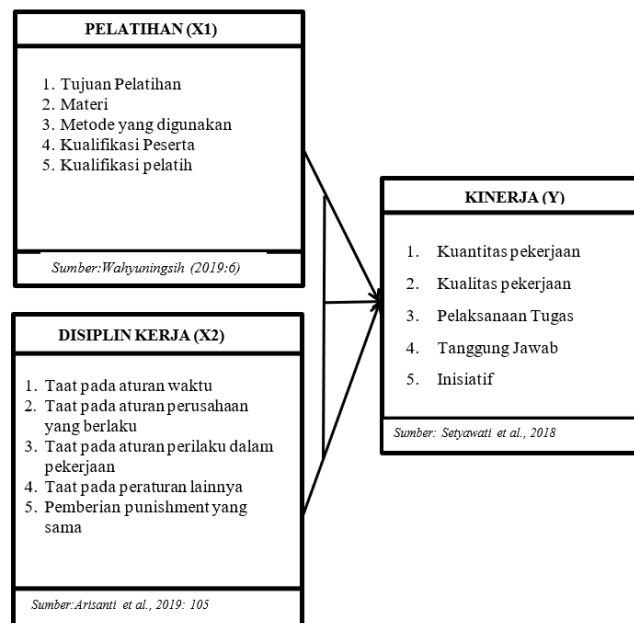 PELATIHAN (X1)
1. Tujuan Pelatihan
2. Materi
3. Metode yang digunakan
4. Kualifikasi Peserta
5. Kualifikasi pelatih
Sumber:Wahyuningsih (2019:6)
DISIPLIN KERJA (X2)
1. Taat pada aturan waktu
2. Taat pada aturan perusahaan
yang berlaku
3. Taat pada aturan perilaku dalam
pekerjaan
4. Taat pada peraturan lainnya
5. Pemberian punishment yang
sama
Sumber:Arisanti et al., 2019: 105
KINERJA (Y)
1. Kuantitas pekerjaan
2. Kualitas pekerjaan
3. Pelaksanaan Tugas
4. Tanggung Jawab
5. Inisiatif
Sumber: Setyawati et al., 2018